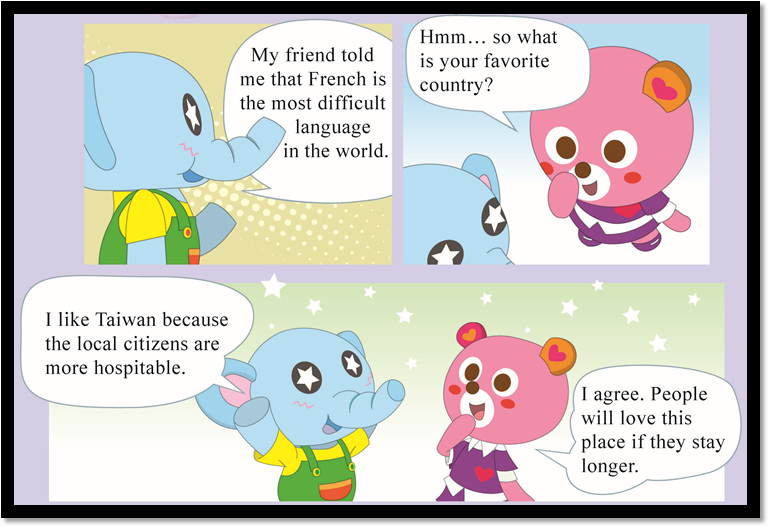 My friend told
me that French is
the most difficult
language
in the world.
Hmm… so what
is your favorite
country?
I like Taiwan because
the local citizens are
more hospitable.
I agree. People
will love this
place if they stay
longer.